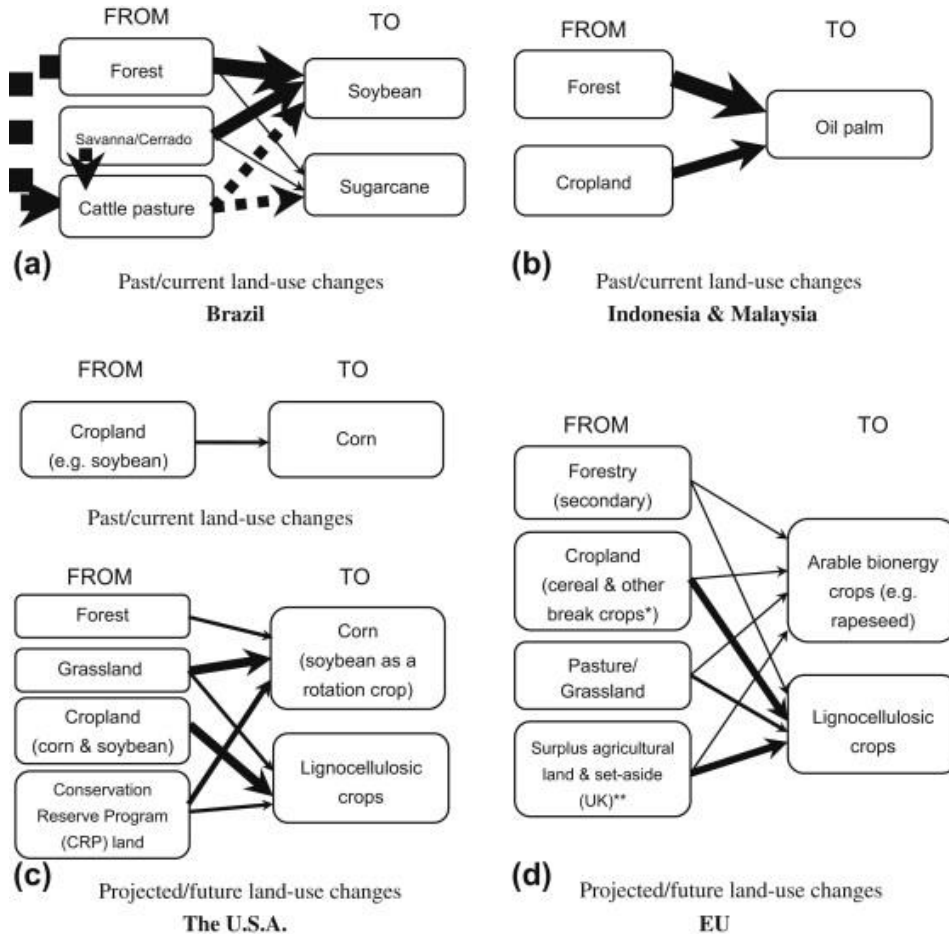 FROM
TO
Forest
Savanna/Cerrado
Cattle pasture
Soybean
Sugarcane
(a)
Past/current land-use changes
Brazil
FROM
TO
Forest
Cropland
Oil palm
(b)
Past/current land-use changes
Indonesia & Malaysia
FROM
TO
Cropland
(e.g. soybean)
Corn
Past/current land-use changes
FROM
TO
Forest
Grassland
Cropland
(corn & soybean)
Conservation
Reserve Program
(CRP) land
Corn
(soybean as a
rotation crop)
Lignocellulosic
crops
(c)
Projected/future land-use changes
The U.S.A.
FROM
TO
Forestry
(secondary)
Cropland
(cereal & other
break crops*)
Pasture/
Grassland
Surplus agricultural
land & set-aside
(UK)**
Arable bionergy
crops (e.g.
rapeseed)
Lignocellulosic
crops
(d)
Projected/future land-use changes
EU